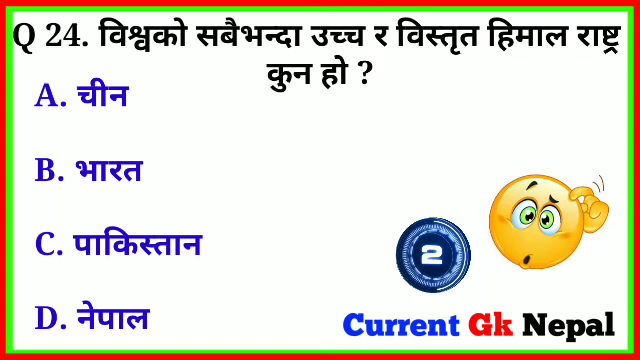 Q 24. विश्वको सबैभन्दा उच्च र विस्तृत हिमाल राष्ट्र
कुन हो ?
A. चीन
B. भारत
C. पाकिस्तान
2
D. नेपाल
Current Gk Nepal